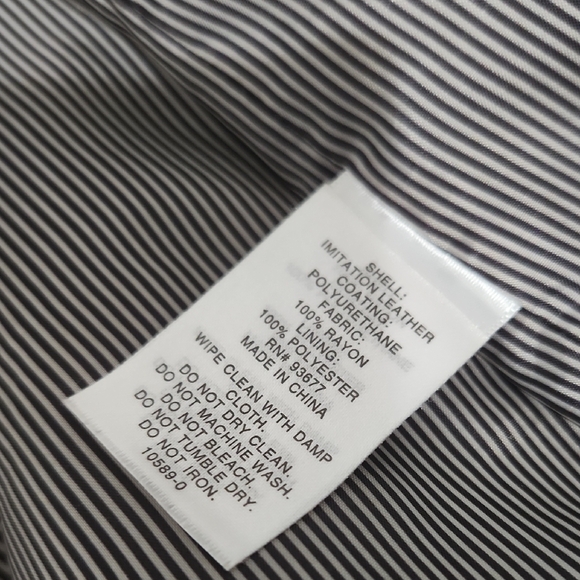 SHELL:
IMITATION LEATHER
COATING:
POLYURETHANE
FABRIC:
100% RAYON
LINING:
100% POLYESTER
RN# 93677
MADE IN CHINA
WIPE CLEAN WITH DAMP
CLOTH.
DO NOT DRY CLEAN.
DO NOT MACHINE WASH.
DO NOT BLEACH.
DO NOT TUMBLE DRY.
DO NOT IRON.
10589-0